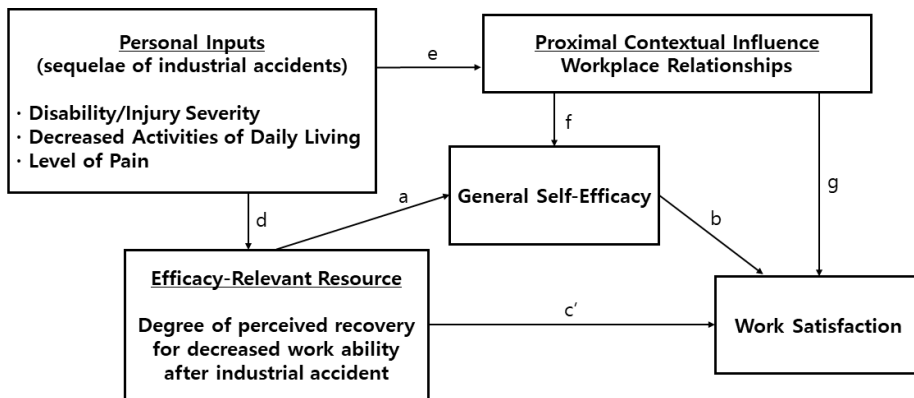 Personal Inputs
(sequelae of industrial accidents)
· Disability/Injury Severity
· Decreased Activities of Daily Living
· Level of Pain
e
Proximal Contextual Influence
Workplace Relationships
f
g
d
a
General Self-Efficacy
b
Efficacy-Relevant Resource
Degree of perceived recovery
for decreased work ability
after industrial accident
c’
Work Satisfaction